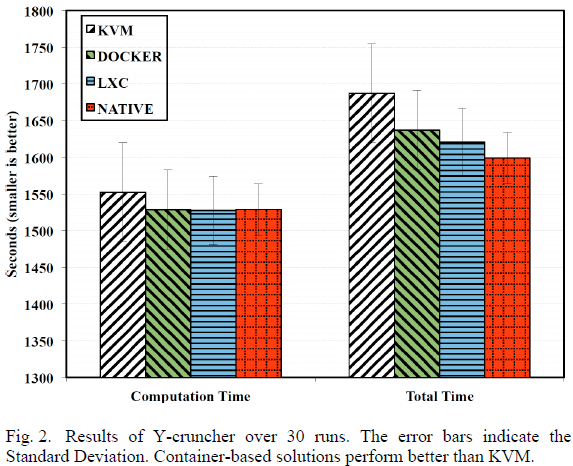 1800
1700
1650
1600
1550
1500
1450
1400
1350
1300
Seconds (smaller is better)
KVM
DOCKER
LXC
NATIVE
Computation Time
Total Time
Fig. 2. Results of Y-cruncher over 30 runs. The error bars indicate the
Standard Deviation. Container-based solutions perform better than KVM.